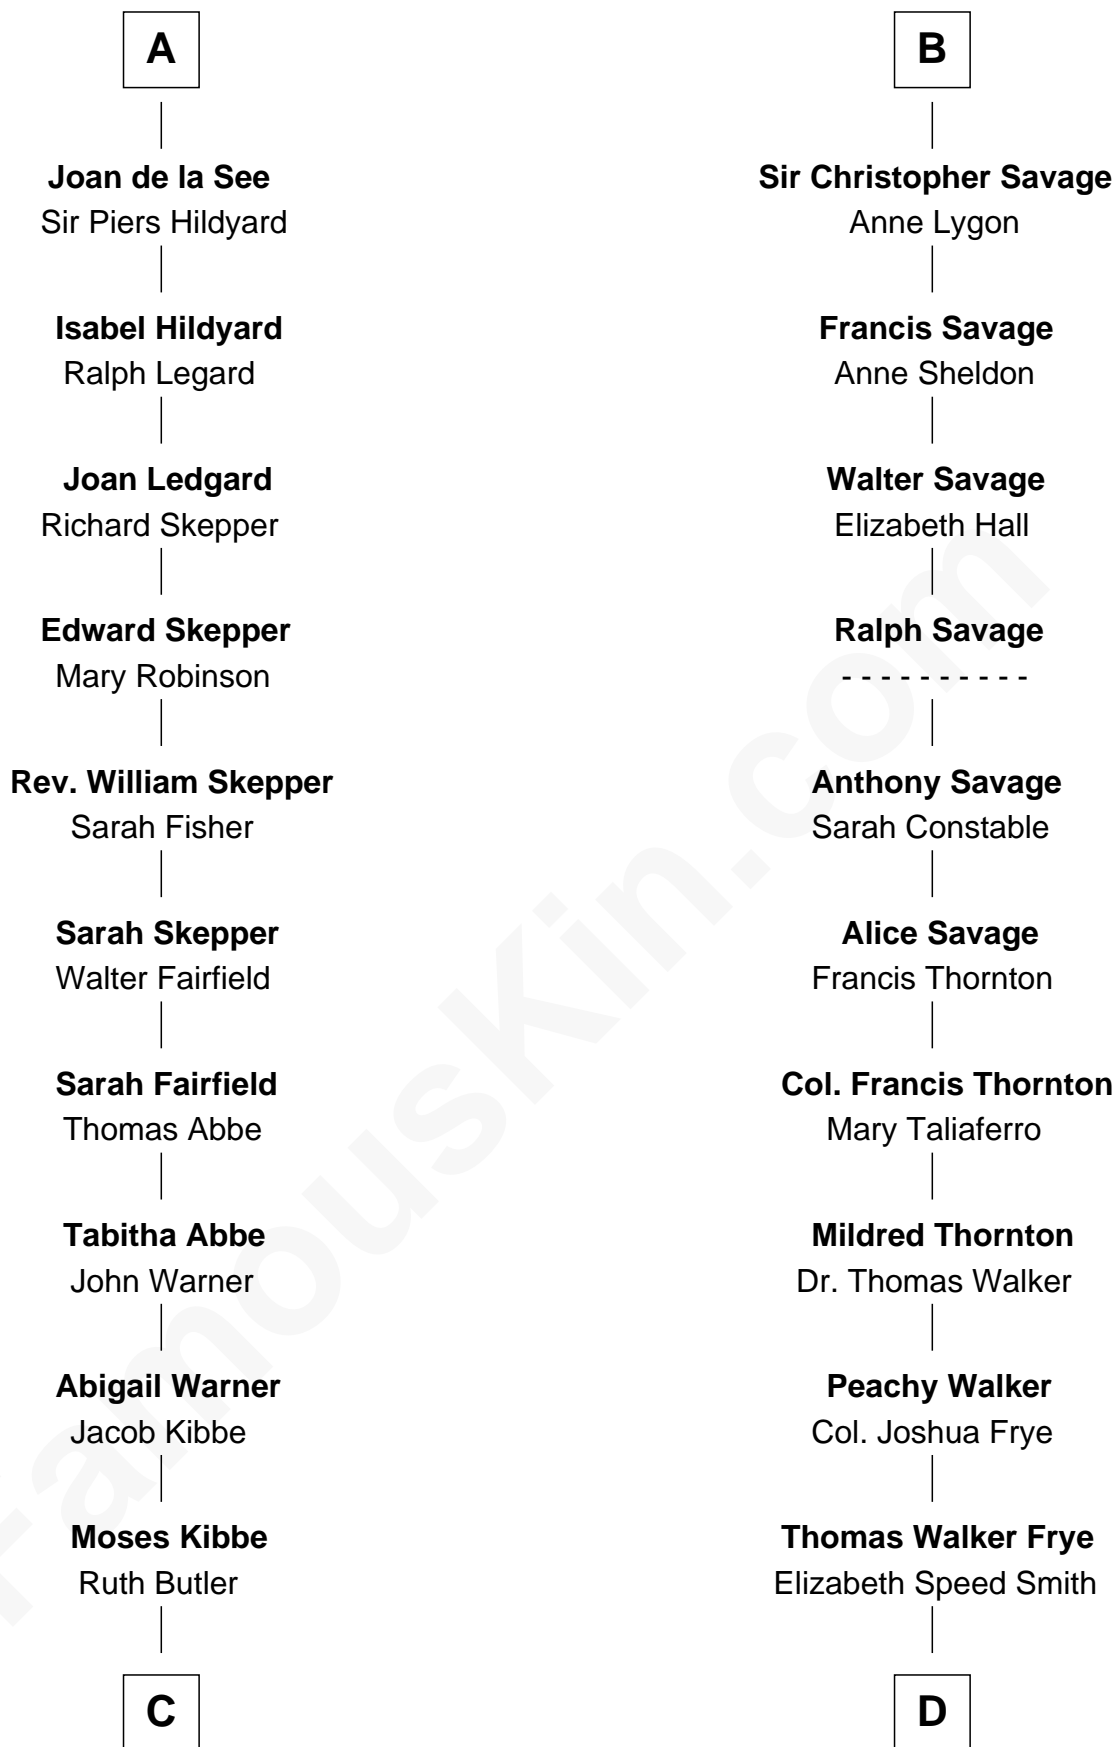 A
Joan de la See
Sir Piers Hildyard
Isabel Hildyard
Ralph Legard
Joan Ledgard
Richard Skepper
Edward Skepper
Mary Robinson
Rev. William Skepper
Sarah Fisher
Sarah Skepper
Walter Fairfield
Sarah Fairfield
Thomas Abbe
Tabitha Abbe
John Warner
Abigail Warner
Jacob Kibbe
Moses Kibbe
Ruth Butler
C
B
Sir Christopher Savage
Anne Lygon
Francis Savage
Anne Sheldon
Walter Savage
Elizabeth Hall
Ralph Savage
- - - - - - - - - -
Anthony Savage
Sarah Constable
Alice Savage
Francis Thornton
Col. Francis Thornton
Mary Taliaferro
Mildred Thornton
Dr. Thomas Walker
Peachy Walker
Col. Joshua Frye
Thomas Walker Frye
Elizabeth Speed Smith
D
FamousKin.com